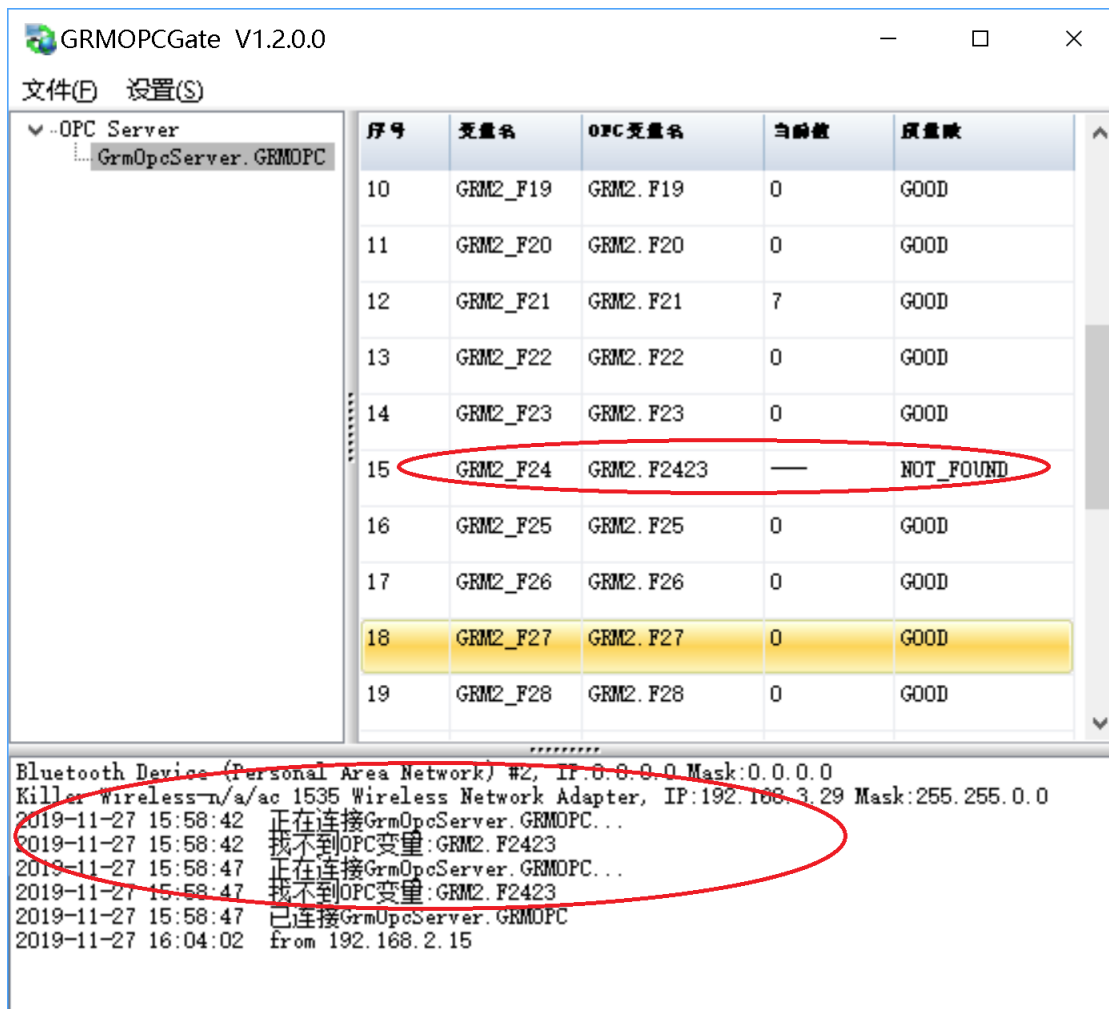 GRMOPCGate V1.2.0.0
文件(F) 设置(S)
OPC Server
GrmOpcServer.GRMOPC
序号 变量名 OPC变量名 当前值 质量戳
10 GRM2_F19 GRM2.F19 0 GOOD
11 GRM2_F20 GRM2.F20 0 GOOD
12 GRM2_F21 GRM2.F21 7 GOOD
13 GRM2_F22 GRM2.F22 0 GOOD
14 GRM2_F23 GRM2.F23 0 GOOD
15 GRM2_F24 GRM2.F2423 —— NOT_FOUND
16 GRM2_F25 GRM2.F25 0 GOOD
17 GRM2_F26 GRM2.F26 0 GOOD
18 GRM2_F27 GRM2.F27 0 GOOD
19 GRM2_F28 GRM2.F28 0 GOOD
Bluetooth Device (Personal Area Network) #2, IP:0.0.0.0 Mask:0.0.0.0
Killer Wireless-n/a/ac 1535 Wireless Network Adapter, IP:192.168.3.29 Mask:255.255.0.0
2019-11-27 15:58:42 正在连接GrmOpcServer.GRMOPC...
2019-11-27 15:58:42 找不到OPC变量:GRM2.F2423
2019-11-27 15:58:47 正在连接GrmOpcServer.GRMOPC...
2019-11-27 15:58:47 找不到OPC变量:GRM2.F2423
2019-11-27 15:58:47 已连接GrmOpcServer.GRMOPC
2019-11-27 16:04:02 from 192.168.2.15